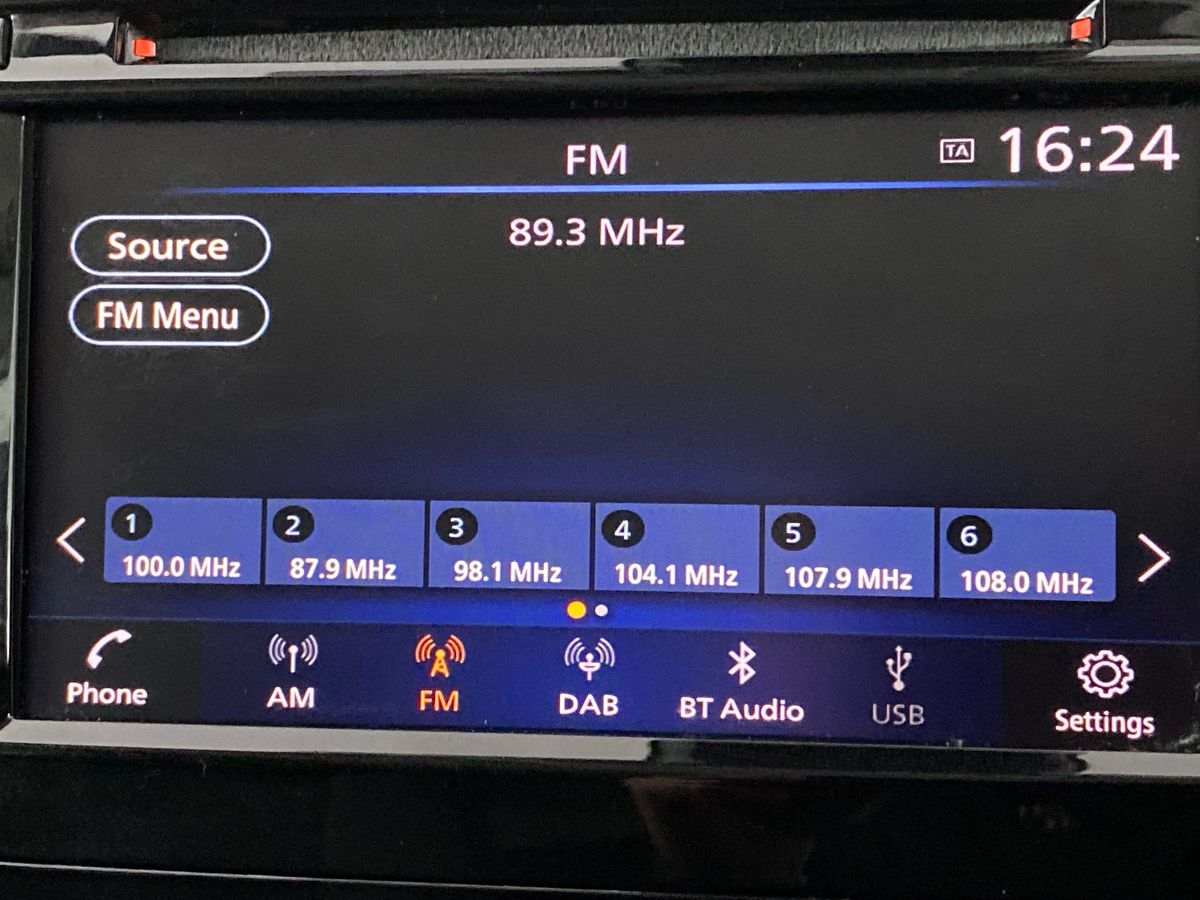 FM
TA 16:24
89.3 MHz
Source
FM Menu
1 2 3 4 5 6
100.0 MHz 87.9 MHz 98.1 MHz 104.1 MHz 107.9 MHz 108.0 MHz
Phone AM FM DAB BT Audio USB Settings